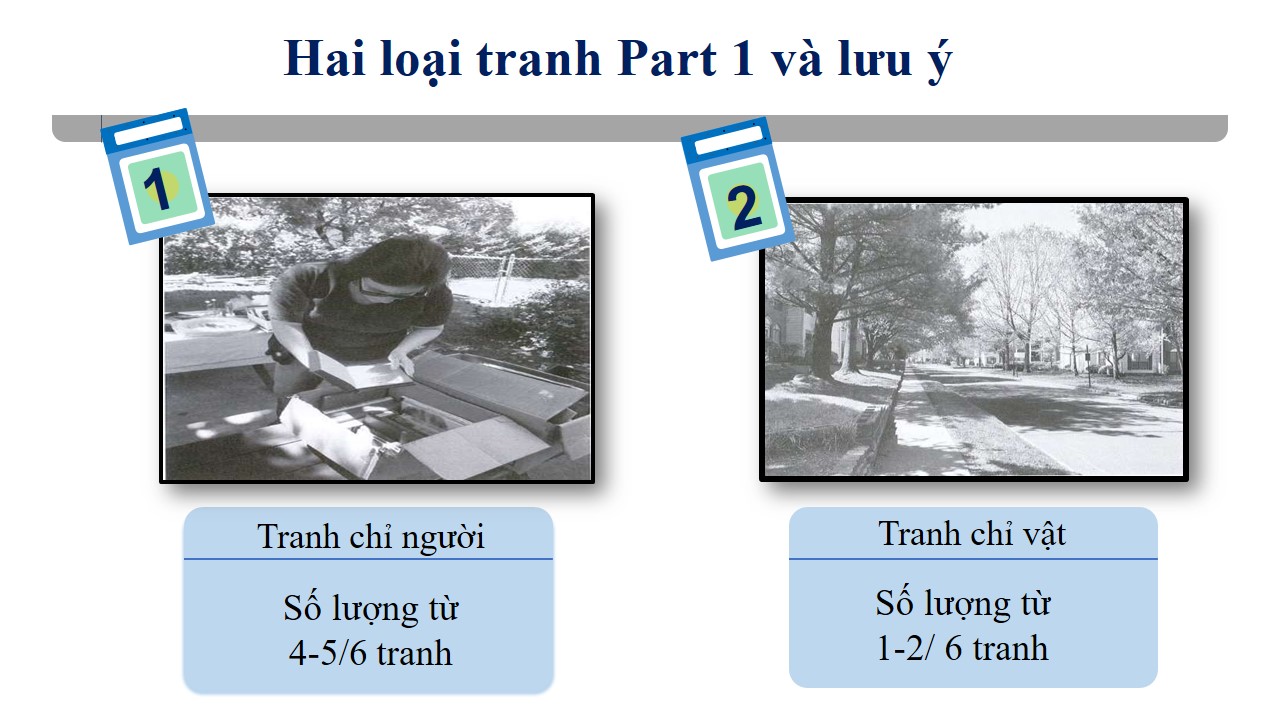 Hai loại tranh Part 1 và lưu ý
1
2
Tranh chỉ người
Số lượng từ
4-5/6 tranh
Tranh chỉ vật
Số lượng từ
1-2/ 6 tranh